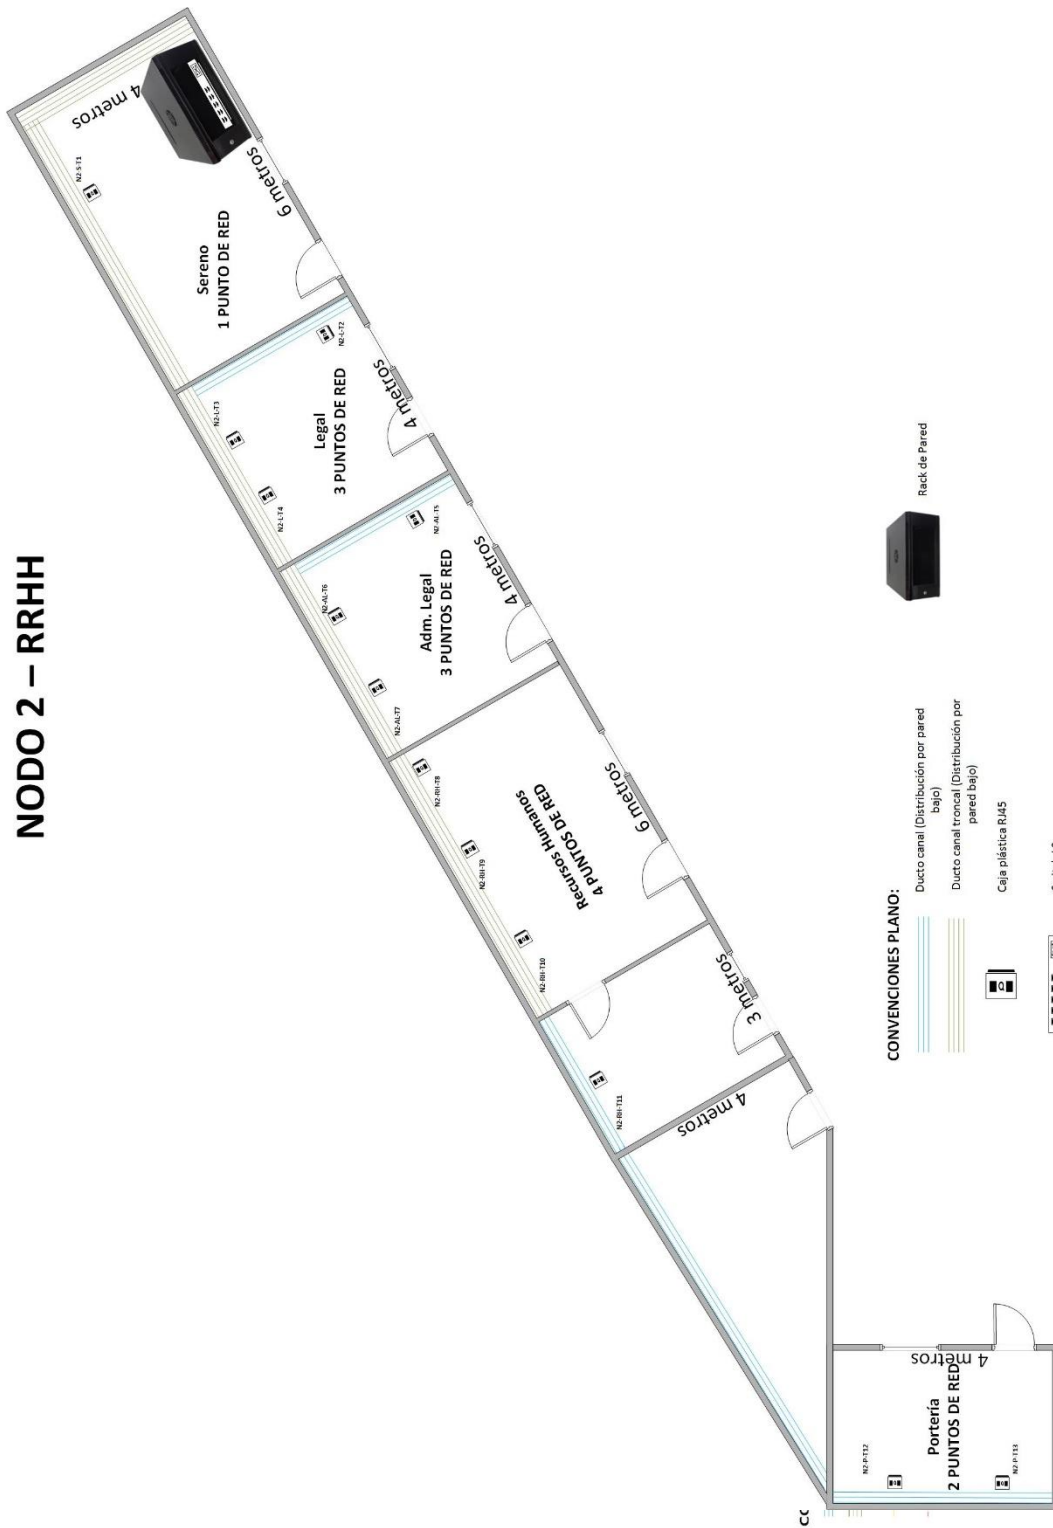 NODO 2 – RRHH
4 metros
N2-S-T1
6 metros
Sereno
1 PUNTO DE RED
N2-L-T2
N2-L-T3
4 metros
Legal
3 PUNTOS DE RED
N2-L-T4
N2-AL-T5
4 metros
Adm. Legal
3 PUNTOS DE RED
N2-AL-T6
N2-AL-T7
N2-RH-T8
6 metros
Recursos Humanos
4 PUNTOS DE RED
N2-RH-T9
N2-RH-T10
3 metros
N2-RH-T11
4 metros
4 metros
Portería
2 PUNTOS DE RED
N2-P-T12
N2-P-T13
CONVENCIONES PLANO:
Ducto canal (Distribución por pared
bajo)
Ducto canal troncal (Distribución por
pared bajo)
Caja plástica RJ45
Rack de Pared